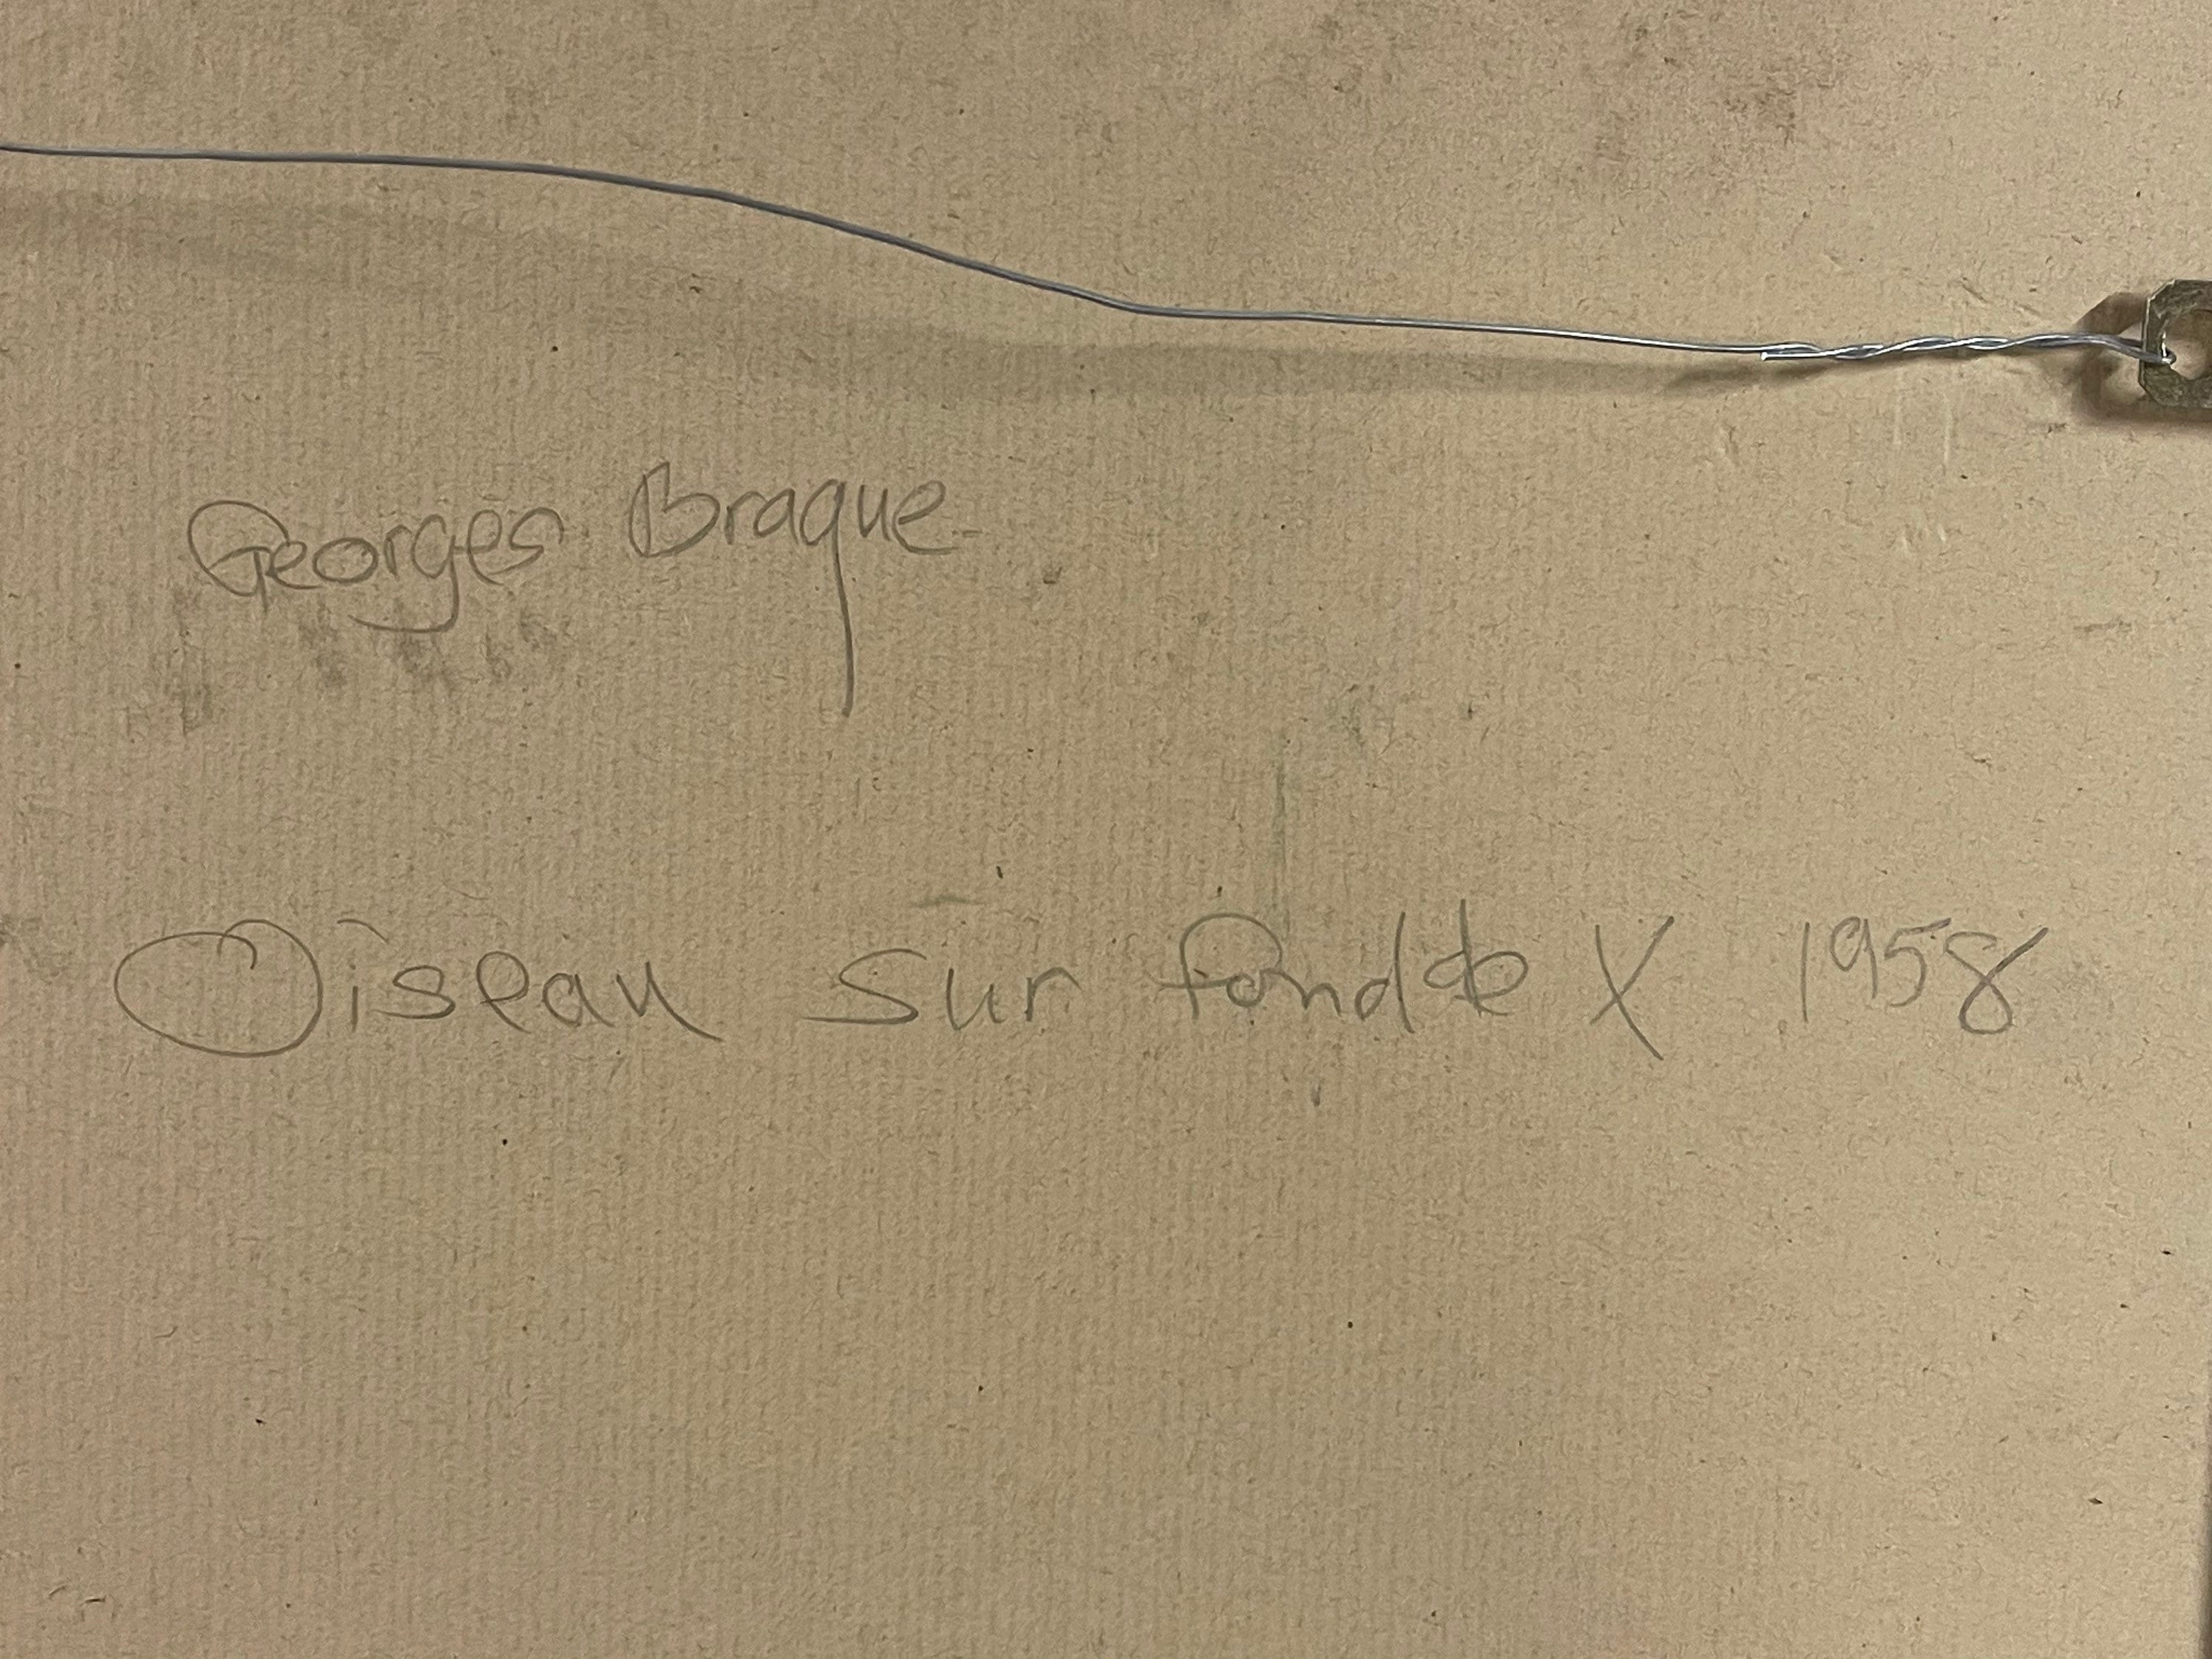 Georges Braque
Oiseau sur fond de X 1958